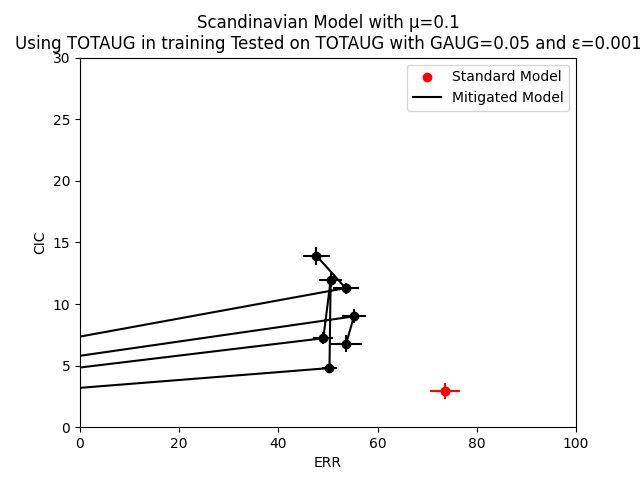 Scandinavian Model with μ=0.1
Using TOTAUG in training Tested on TOTAUG with GAUG=0.05 and ε=0.001
Standard Model
Mitigated Model
30
25
20
15
10
5
0
CIC
0 20 40 60 80 100
ERR